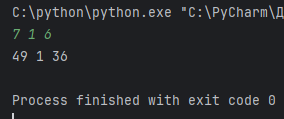 C:\python\python.exe "C:\PyCharm\Д
7 1 6
49 1 36
Process finished with exit code 0